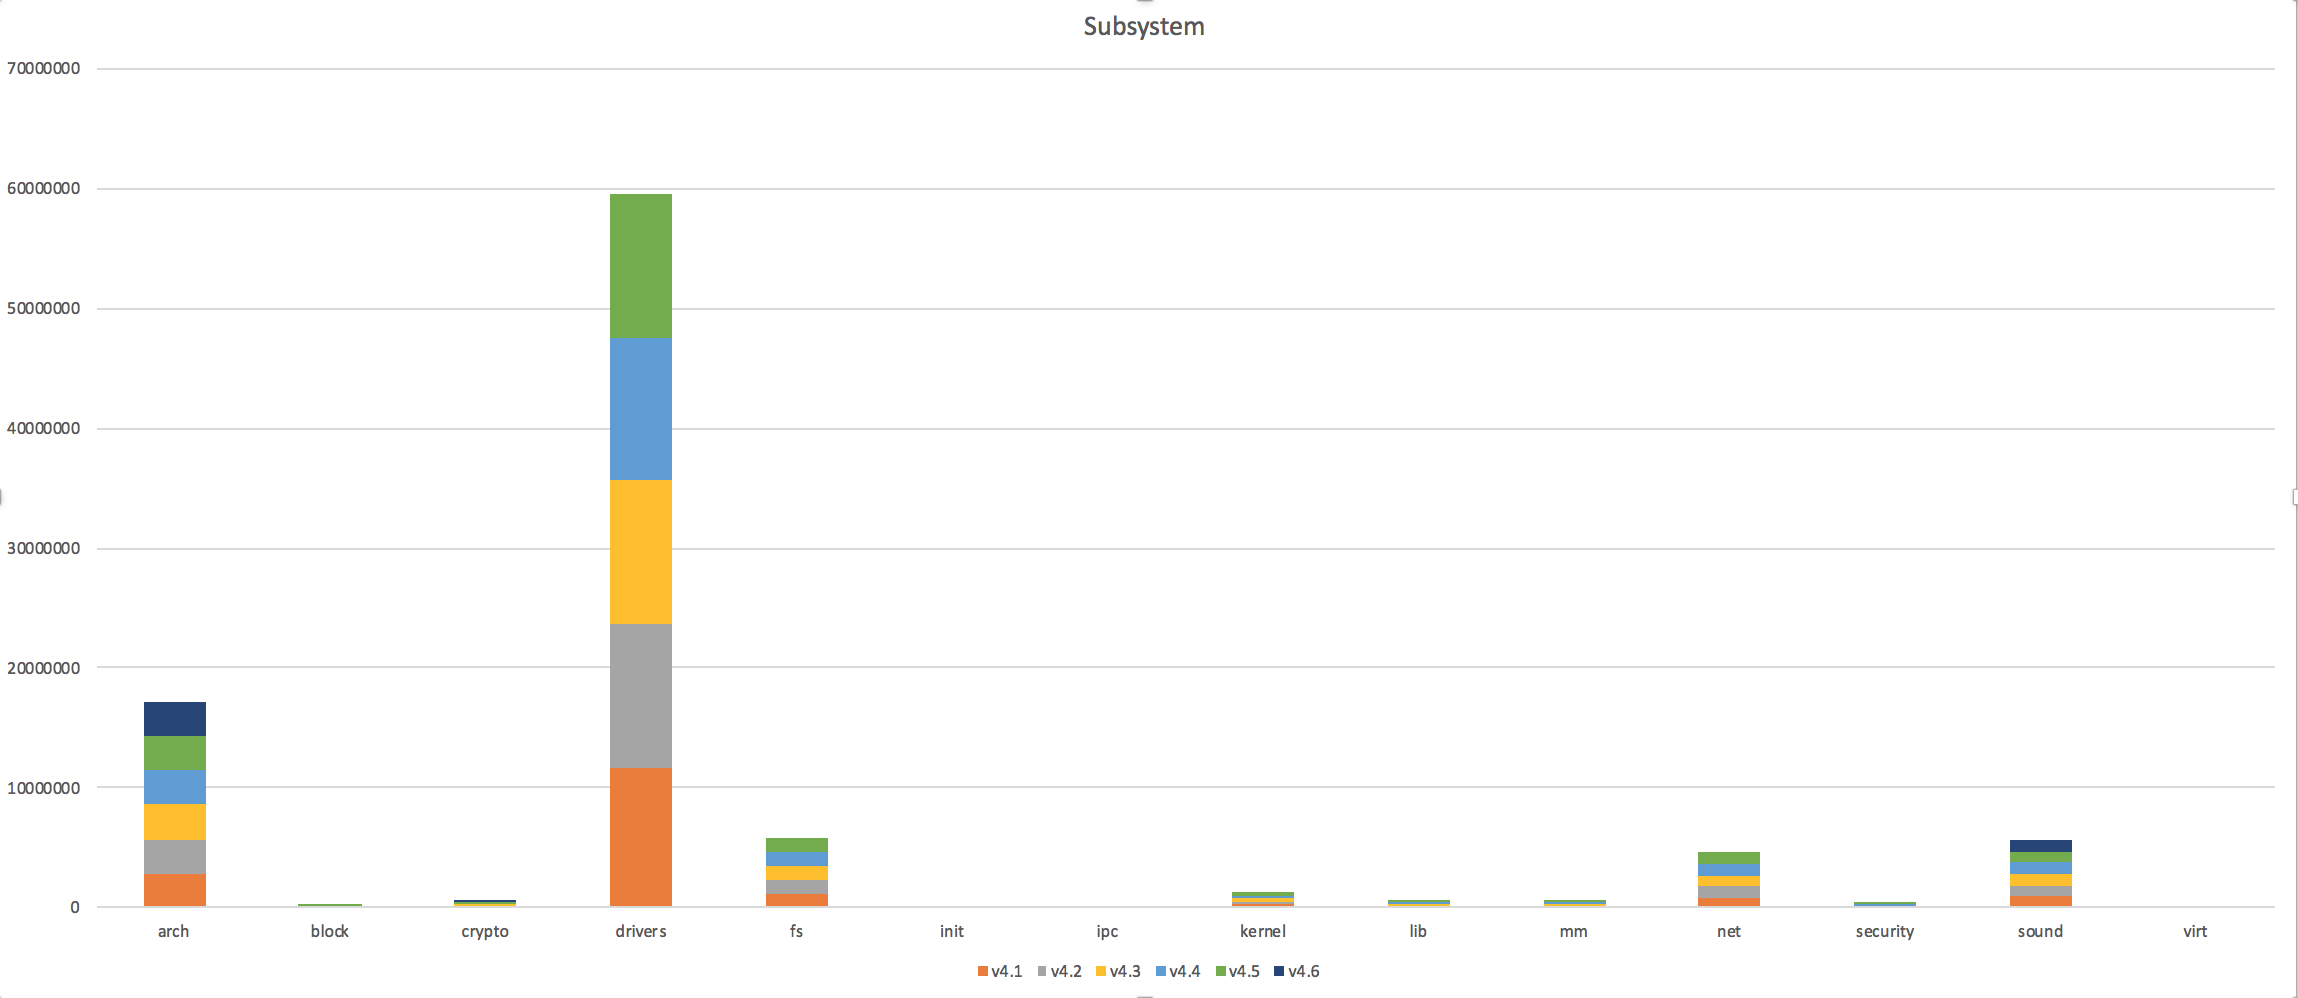 Subsystem
70000000
60000000
50000000
40000000
30000000
20000000
10000000
0
arch block crypto drivers fs init ipc kernel lib mm net security sound virt
v4.1 v4.2 v4.3 v4.4 v4.5 v4.6